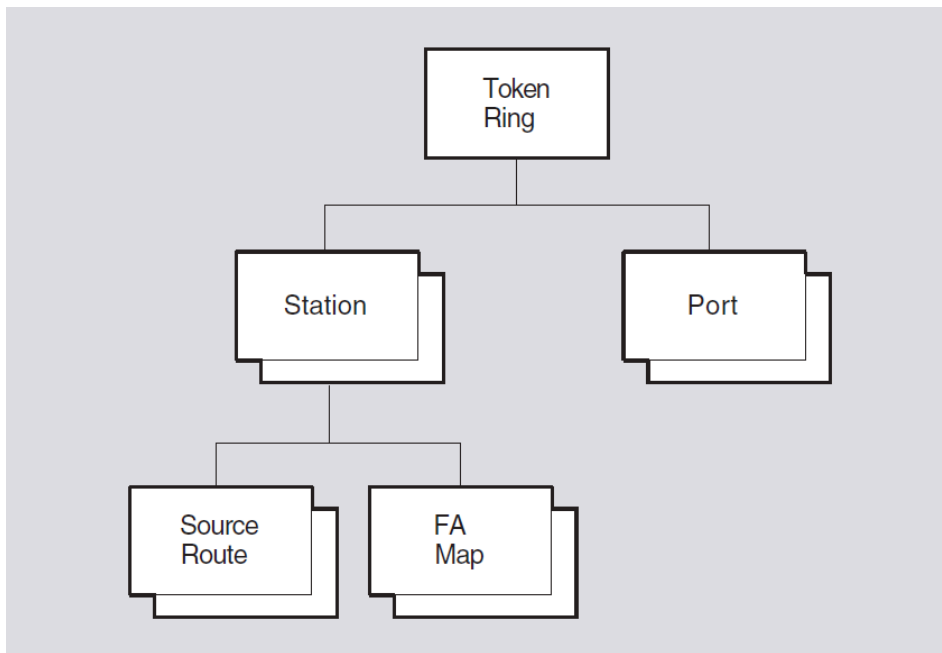 Token
Ring
Station
Port
Source
Route
FA
Map